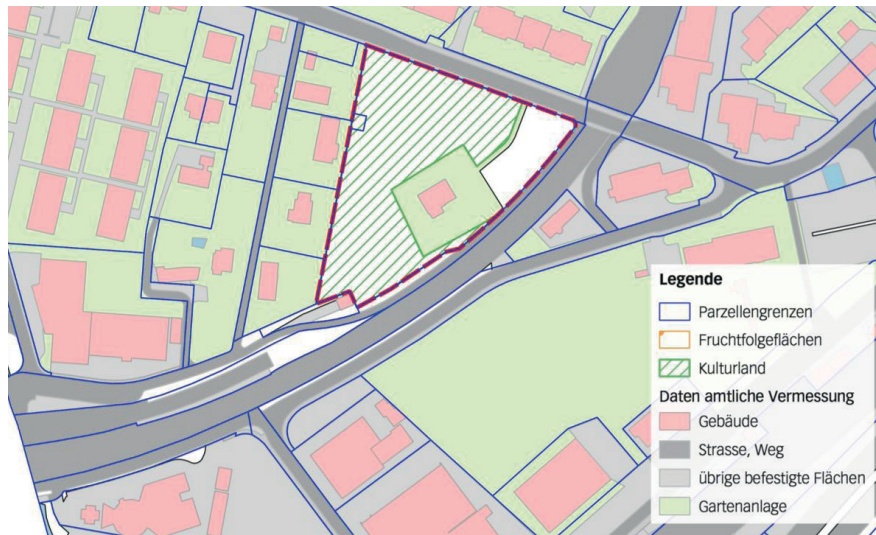 Legende
Parzellengrenzen
Fruchtfolgeflächen
Kulturland
Daten amtliche Vermessung
Gebäude
Strasse, Weg
übrige befestigte Flächen
Gartenanlage